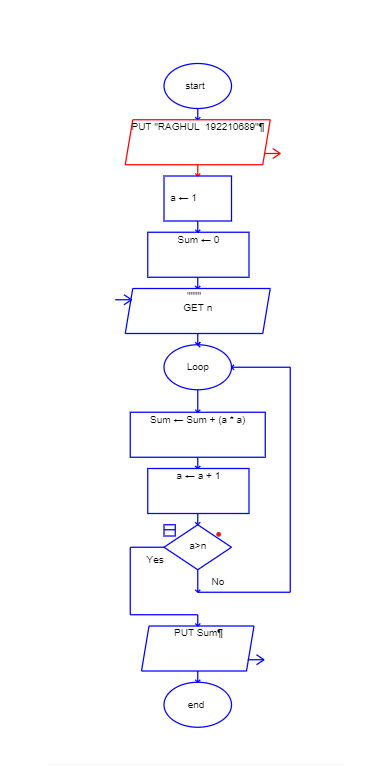 start
PUT "RAGHUL  192210689"¶
a ← 1
Sum ← 0
""""
GET n
Loop
Sum ← Sum + (a * a)
a ← a + 1
a>n
Yes
No
PUT Sum¶
end